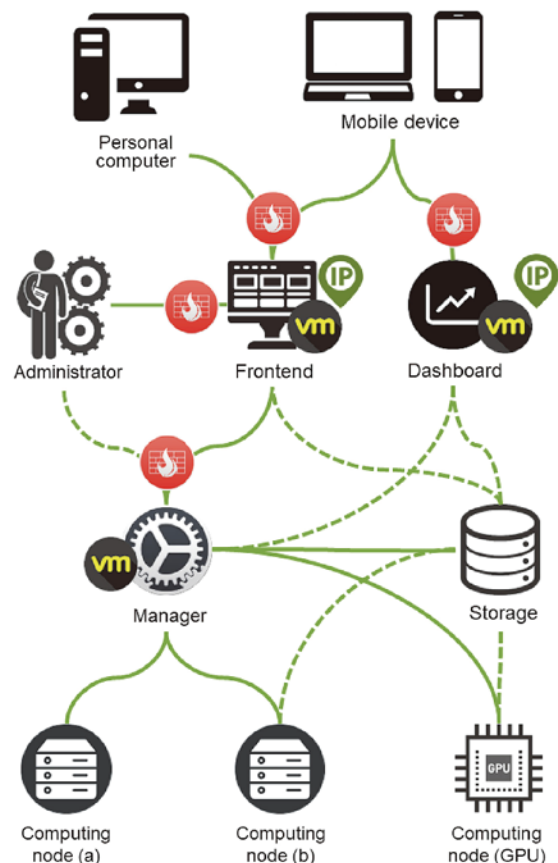 Personal
computer
Mobile device
IP
IP
vm
vm
Administrator
Frontend
Dashboard
vm
Manager
Storage
GPU
Computing
node (a)
Computing
node (b)
Computing
node (GPU)